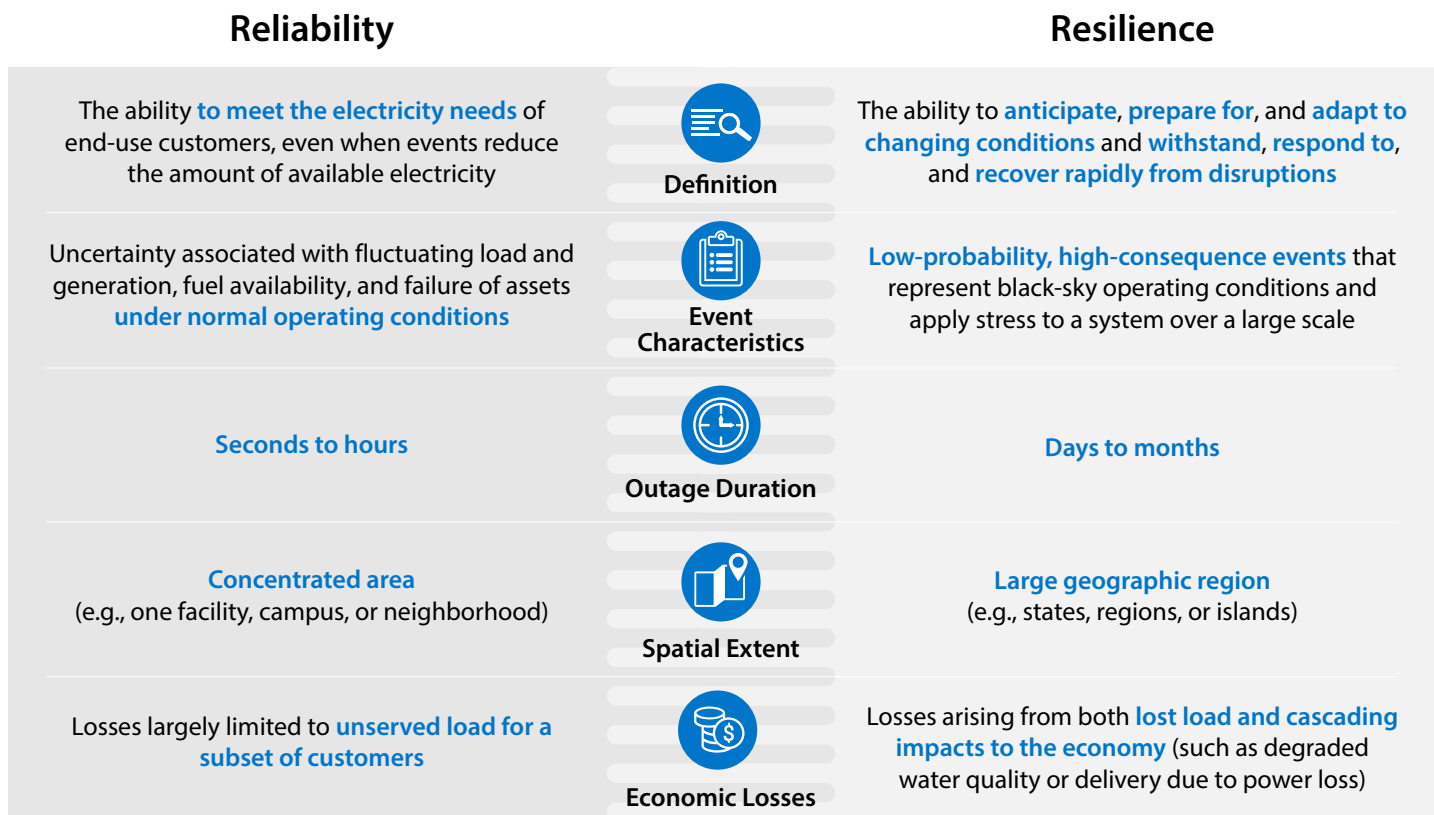 Reliability
Resilience
The ability to meet the electricity needs of
end-use customers, even when events reduce
the amount of available electricity
Definition
The ability to anticipate, prepare for, and adapt to
changing conditions and withstand, respond to,
and recover rapidly from disruptions
Uncertainty associated with fluctuating load and
generation, fuel availability, and failure of assets
under normal operating conditions
Event
Characteristics
Low-probability, high-consequence events that
represent black-sky operating conditions and
apply stress to a system over a large scale
Seconds to hours
Outage Duration
Days to months
Concentrated area
(e.g., one facility, campus, or neighborhood)
Spatial Extent
Large geographic region
(e.g., states, regions, or islands)
Losses largely limited to unserved load for a
subset of customers
$
Economic Losses
Losses arising from both lost load and cascading
impacts to the economy (such as degraded
water quality or delivery due to power loss)